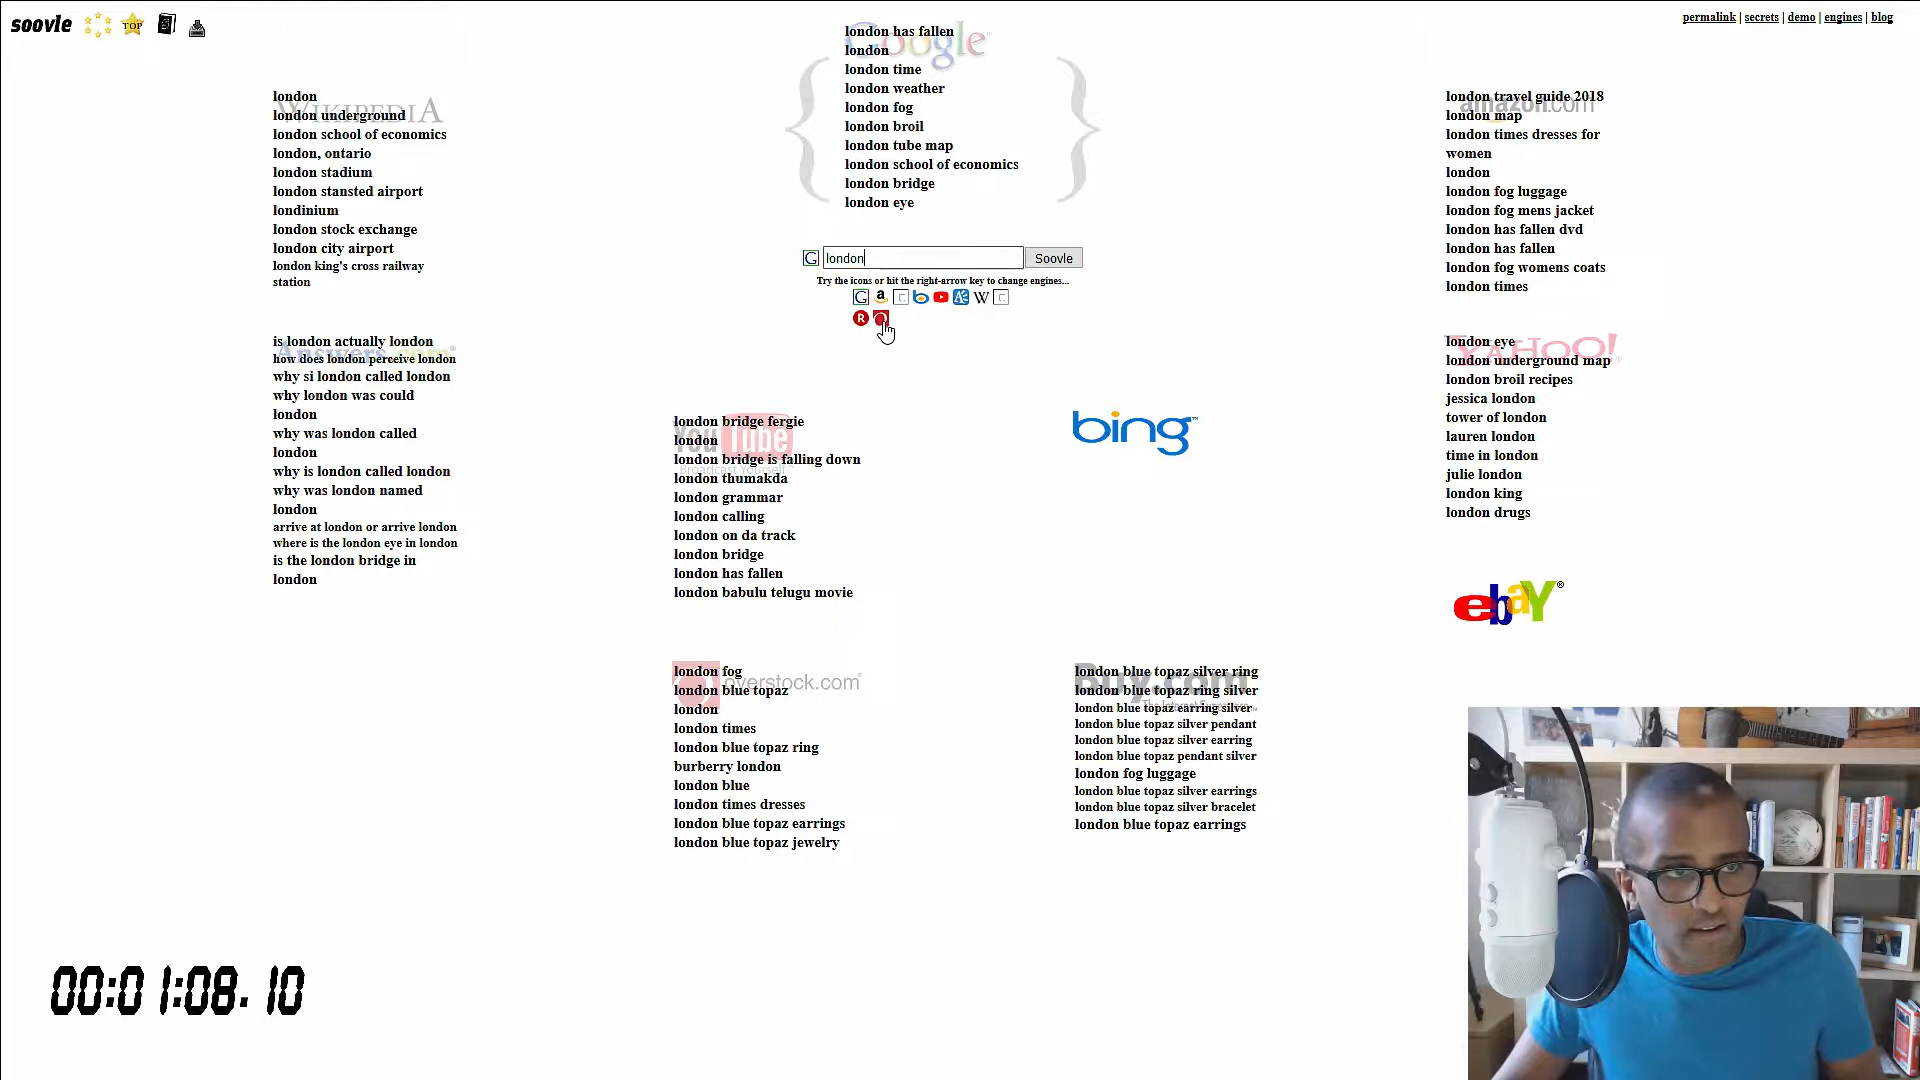 soovle
TOP
permalink | secrets | demo | engines | blog
Google
london has fallen
london
london time
london weather
london fog
london broil
london tube map
london school of economics
london bridge
london eye
WIKIPEDIA
london
london underground
london school of economics
london, ontario
london stadium
london stansted airport
londinium
london stock exchange
london city airport
london king's cross railway
station
amazon.com
london travel guide 2018
london map
london times dresses for
women
london
london fog luggage
london fog mens jacket
london has fallen dvd
london has fallen
london fog womens coats
london times
G london Soovle
Try the icons or hit the right-arrow key to change engines...
G a C b A W C
R
Answers.com
is london actually london
how does london perceive london
why si london called london
why london was could
london
why was london called
london
why is london called london
why was london named
london
arrive at london or arrive london
where is the london eye in london
is the london bridge in
london
YAHOO!
london eye
london underground map
london broil recipes
jessica london
tower of london
lauren london
time in london
julie london
london king
london drugs
YouTube
Broadcast Yourself
london bridge fergie
london
london bridge is falling down
london thumakda
london grammar
london calling
london on da track
london bridge
london has fallen
london babulu telugu movie
bing™
ebaY®
overstock.com
london fog
london blue topaz
london
london times
london blue topaz ring
burberry london
london blue
london times dresses
london blue topaz earrings
london blue topaz jewelry
Buy.com
london blue topaz silver ring
london blue topaz ring silver
london blue topaz earring silver
london blue topaz silver pendant
london blue topaz silver earring
london blue topaz pendant silver
london fog luggage
london blue topaz silver earrings
london blue topaz silver bracelet
london blue topaz earrings
00:01:08.10